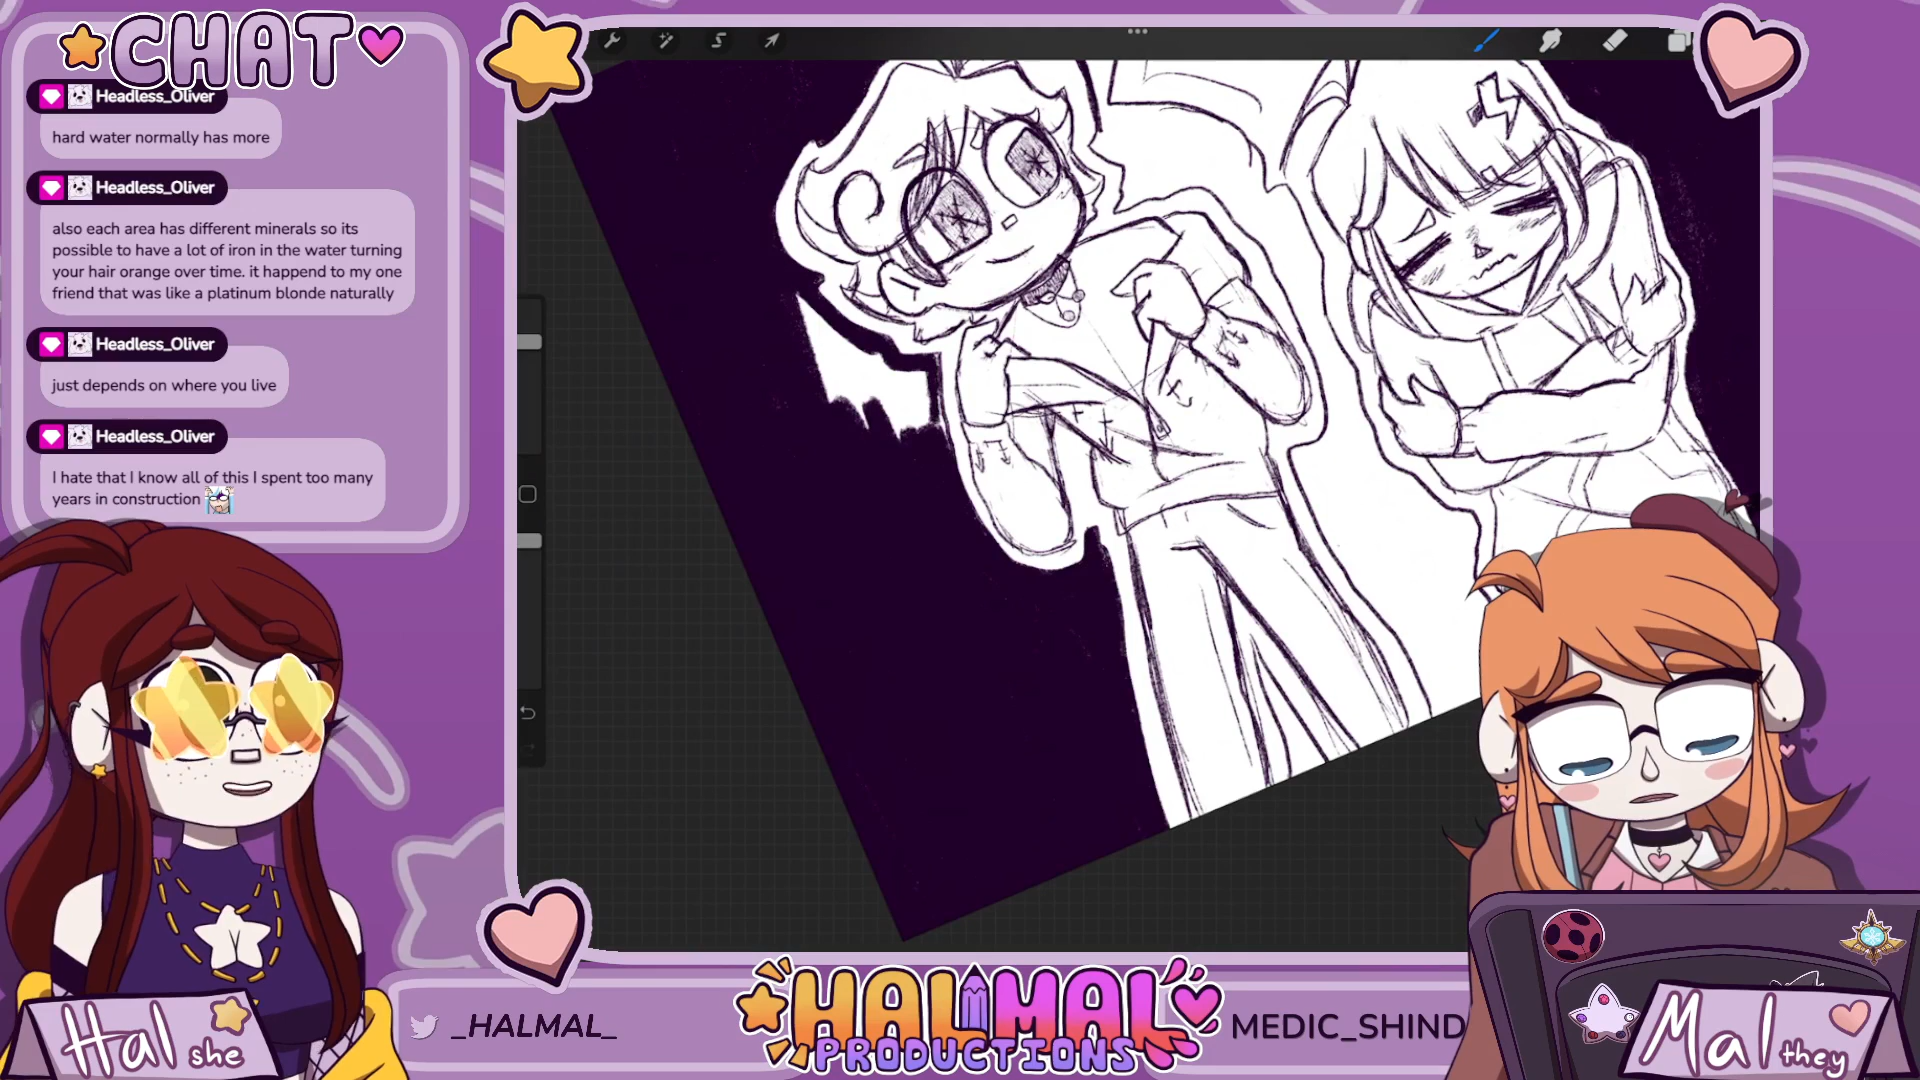 CHAT
Headless_Oliver
hard water normally has more
Headless_Oliver
also each area has different minerals so its
possible to have a lot of iron in the water turning
your hair orange over time. it happend to my one
friend that was like a platinum blonde naturally
Headless_Oliver
just depends on where you live
Headless_Oliver
I hate that I know all of this I spent too many
years in construction
Hal she
_HALMAL_
HALMAL
PRODUCTIONS
MEDIC_SHIND
Mal they